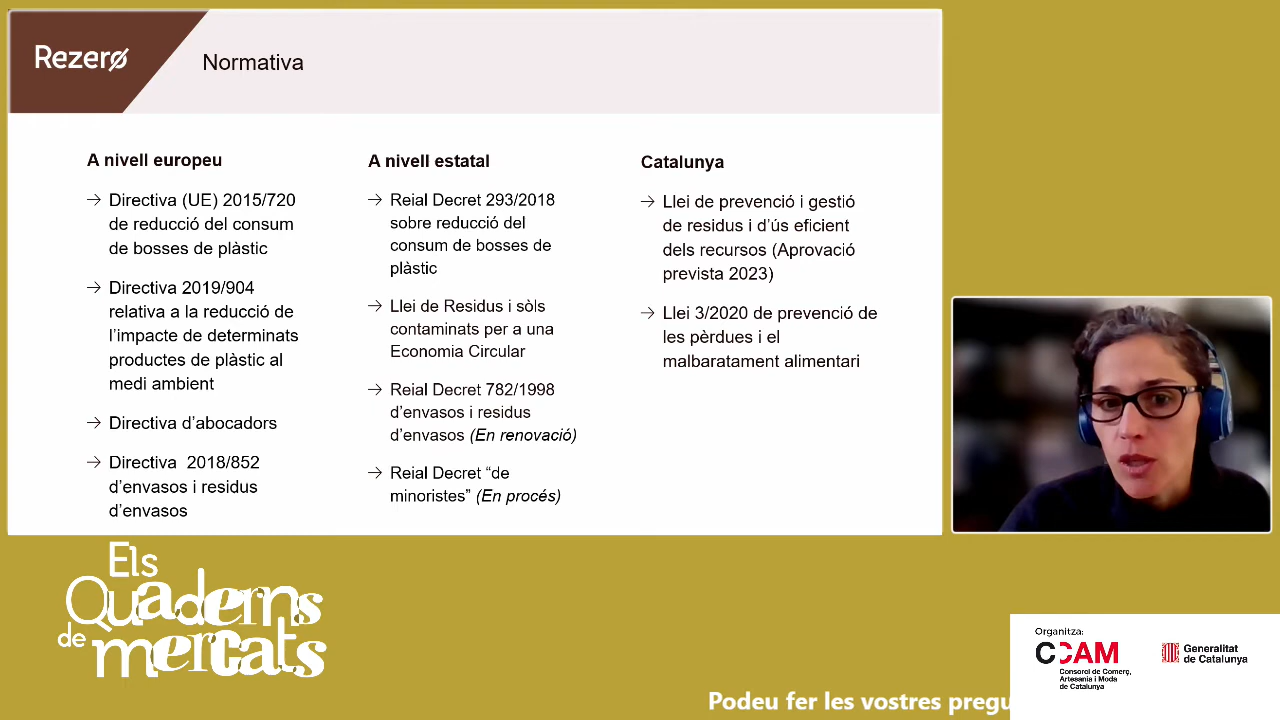 Rezero
Normativa
A nivell europeu
→ Directiva (UE) 2015/720
de reducció del consum
de bosses de plàstic
→ Directiva 2019/904
relativa a la reducció de
l’impacte de determinats
productes de plàstic al
medi ambient
→ Directiva d’abocadors
→ Directiva 2018/852
d’envasos i residus
d’envasos
A nivell estatal
→ Reial Decret 293/2018
sobre reducció del
consum de bosses de
plàstic
→ Llei de Residus i sòls
contaminats per a una
Economia Circular
→ Reial Decret 782/1998
d’envasos i residus
d’envasos (En renovació)
→ Reial Decret “de
minoristes” (En procés)
Catalunya
→ Llei de prevenció i gestió
de residus i d’ús eficient
dels recursos (Aprovació
prevista 2023)
→ Llei 3/2020 de prevenció de
les pèrdues i el
malbaratament alimentari
Els
Quaderns
de mercats
Organitza:
CCAM
Consorci de Comerç,
Artesania i Moda
de Catalunya
Generalitat
de Catalunya
Podeu fer les vostres pregu